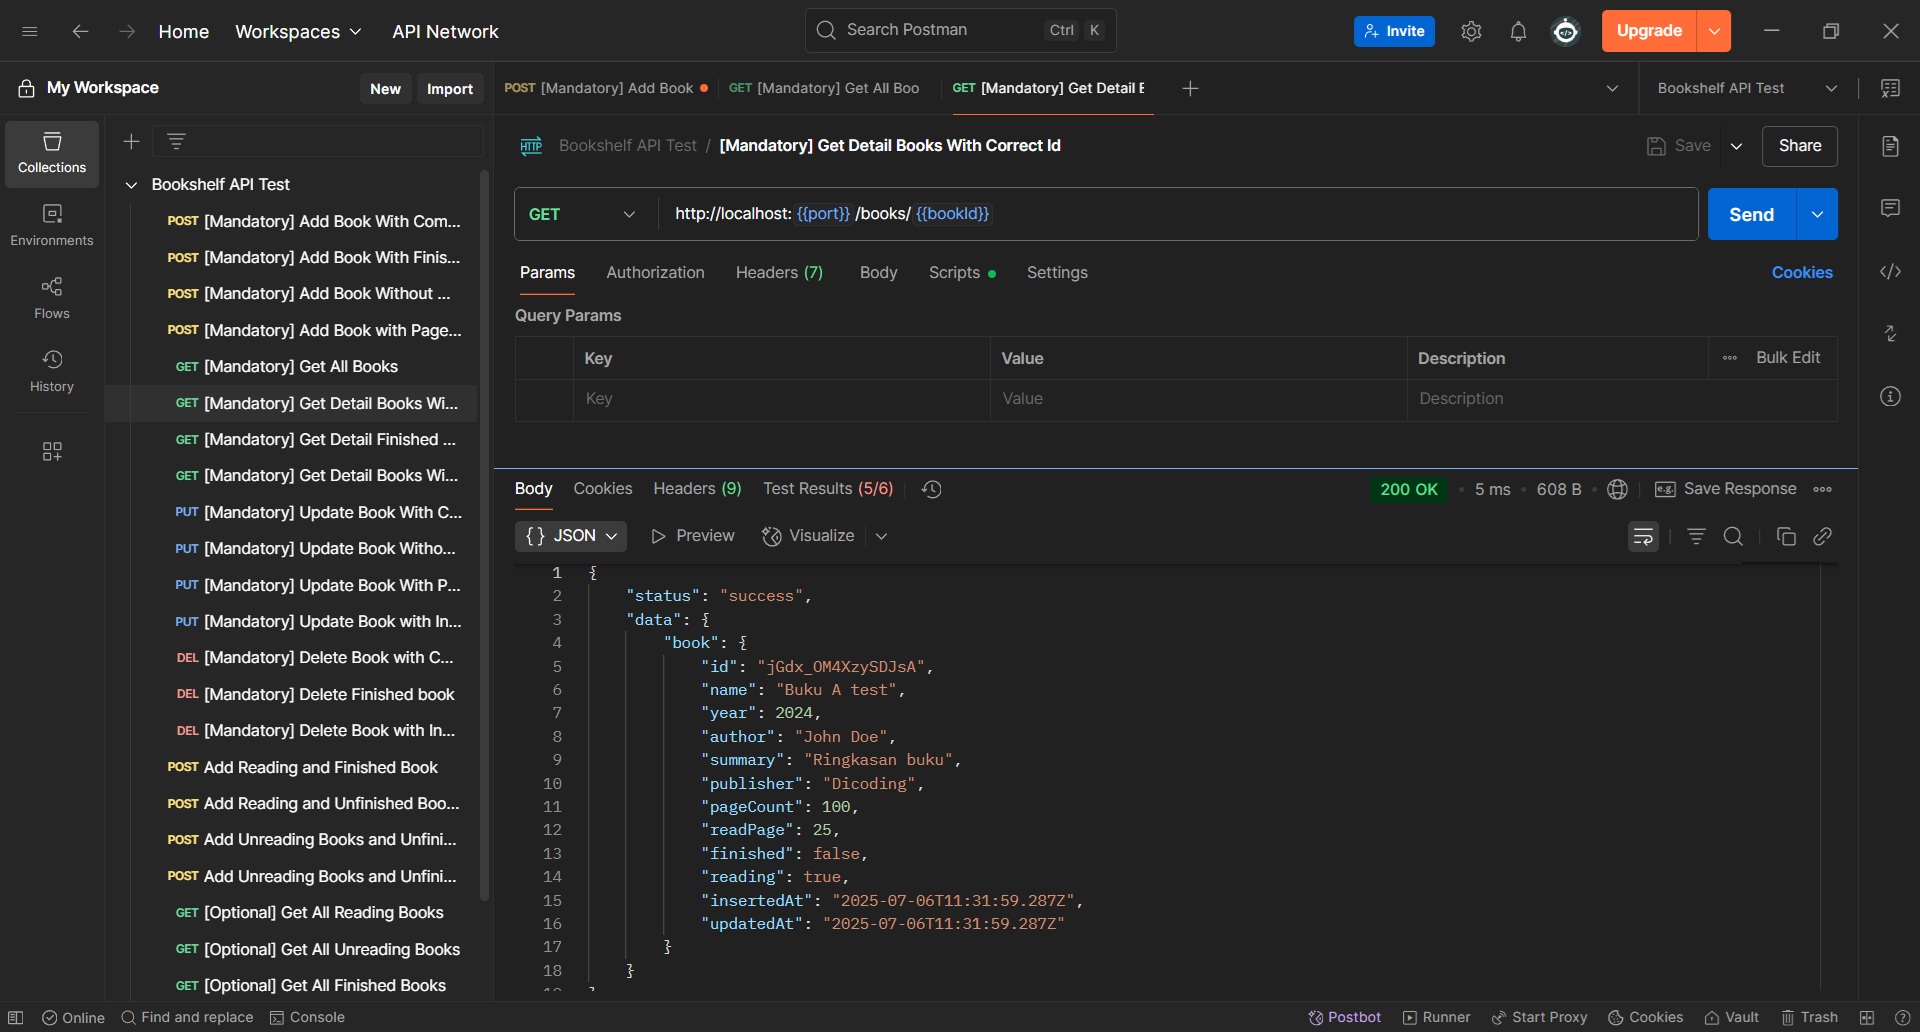 Home Workspaces API Network Search Postman Ctrl K Invite Upgrade
My Workspace New Import
POST [Mandatory] Add Book GET [Mandatory] Get All Boo GET [Mandatory] Get Detail B Bookshelf API Test
Collections
Environments
Flows
History
Bookshelf API Test
POST [Mandatory] Add Book With Com...
POST [Mandatory] Add Book With Finis...
POST [Mandatory] Add Book Without ...
POST [Mandatory] Add Book with Page...
GET [Mandatory] Get All Books
GET [Mandatory] Get Detail Books Wi...
GET [Mandatory] Get Detail Finished ...
GET [Mandatory] Get Detail Books Wi...
PUT [Mandatory] Update Book With C...
PUT [Mandatory] Update Book Witho...
PUT [Mandatory] Update Book With P...
PUT [Mandatory] Update Book with In...
DEL [Mandatory] Delete Book with C...
DEL [Mandatory] Delete Finished book
DEL [Mandatory] Delete Book with In...
POST Add Reading and Finished Book
POST Add Reading and Unfinished Boo...
POST Add Unreading Books and Unfini...
POST Add Unreading Books and Unfini...
GET [Optional] Get All Reading Books
GET [Optional] Get All Unreading Books
GET [Optional] Get All Finished Books
HTTP Bookshelf API Test / [Mandatory] Get Detail Books With Correct Id Save Share
GET http://localhost:{{port}}/books/{{bookId}} Send
Params Authorization Headers (7) Body Scripts Settings Cookies
Query Params
Key Value Description Bulk Edit
Key Value Description
Body Cookies Headers (9) Test Results (5/6) 200 OK 5 ms 608 B e.g. Save Response
{} JSON Preview Visualize
1 {
2 "status": "success",
3 "data": {
4 "book": {
5 "id": "jGdx_OM4XzySDJsA",
6 "name": "Buku A test",
7 "year": 2024,
8 "author": "John Doe",
9 "summary": "Ringkasan buku",
10 "publisher": "Dicoding",
11 "pageCount": 100,
12 "readPage": 25,
13 "finished": false,
14 "reading": true,
15 "insertedAt": "2025-07-06T11:31:59.287Z",
16 "updatedAt": "2025-07-06T11:31:59.287Z"
17 }
18 }
Online Find and replace Console Postbot Runner Start Proxy Cookies Vault Trash